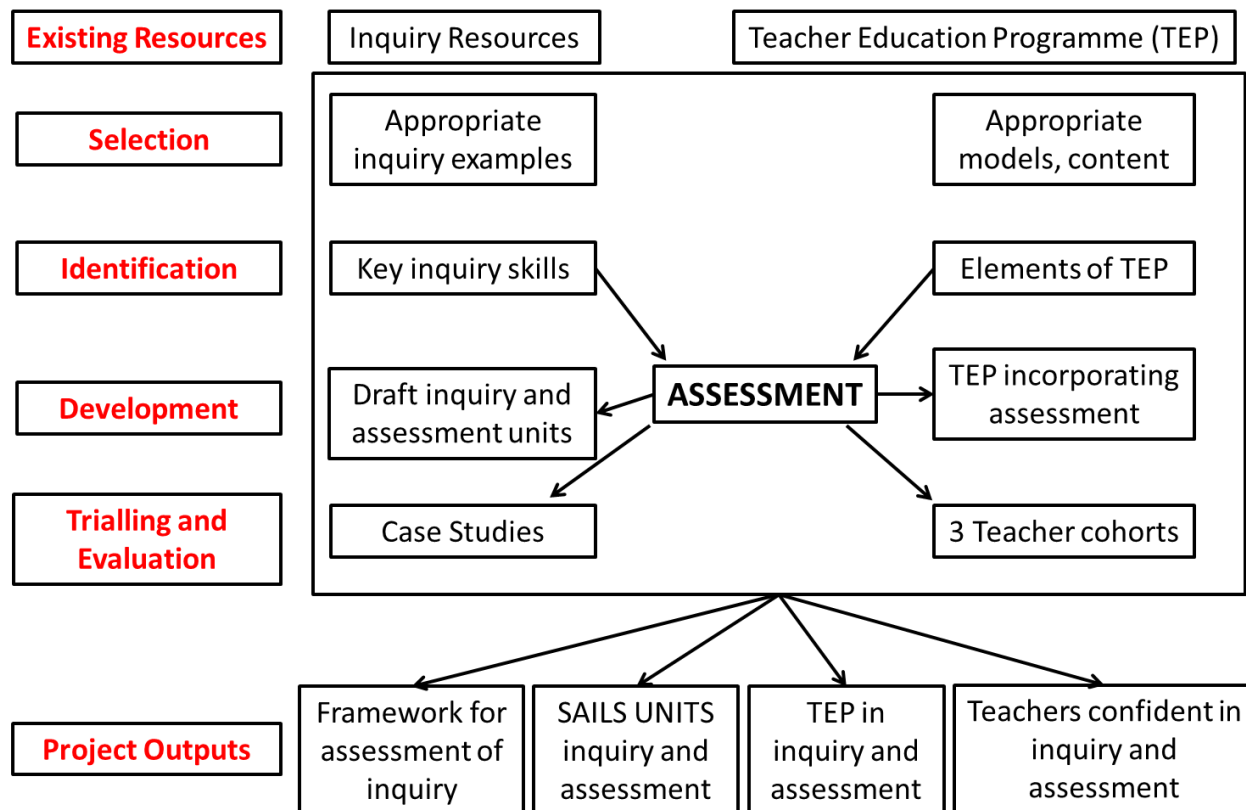 Existing Resources
Inquiry Resources
Teacher Education Programme (TEP)
Selection
Appropriate
inquiry examples
Appropriate
models, content
Identification
Key inquiry skills
Elements of TEP
Development
Draft inquiry and
assessment units
ASSESSMENT
TEP incorporating
assessment
Trialling and
Evaluation
Case Studies
3 Teacher cohorts
Project Outputs
Framework for
assessment of
inquiry
SAILS UNITS
inquiry and
assessment
TEP in
inquiry and
assessment
Teachers confident in
inquiry and
assessment